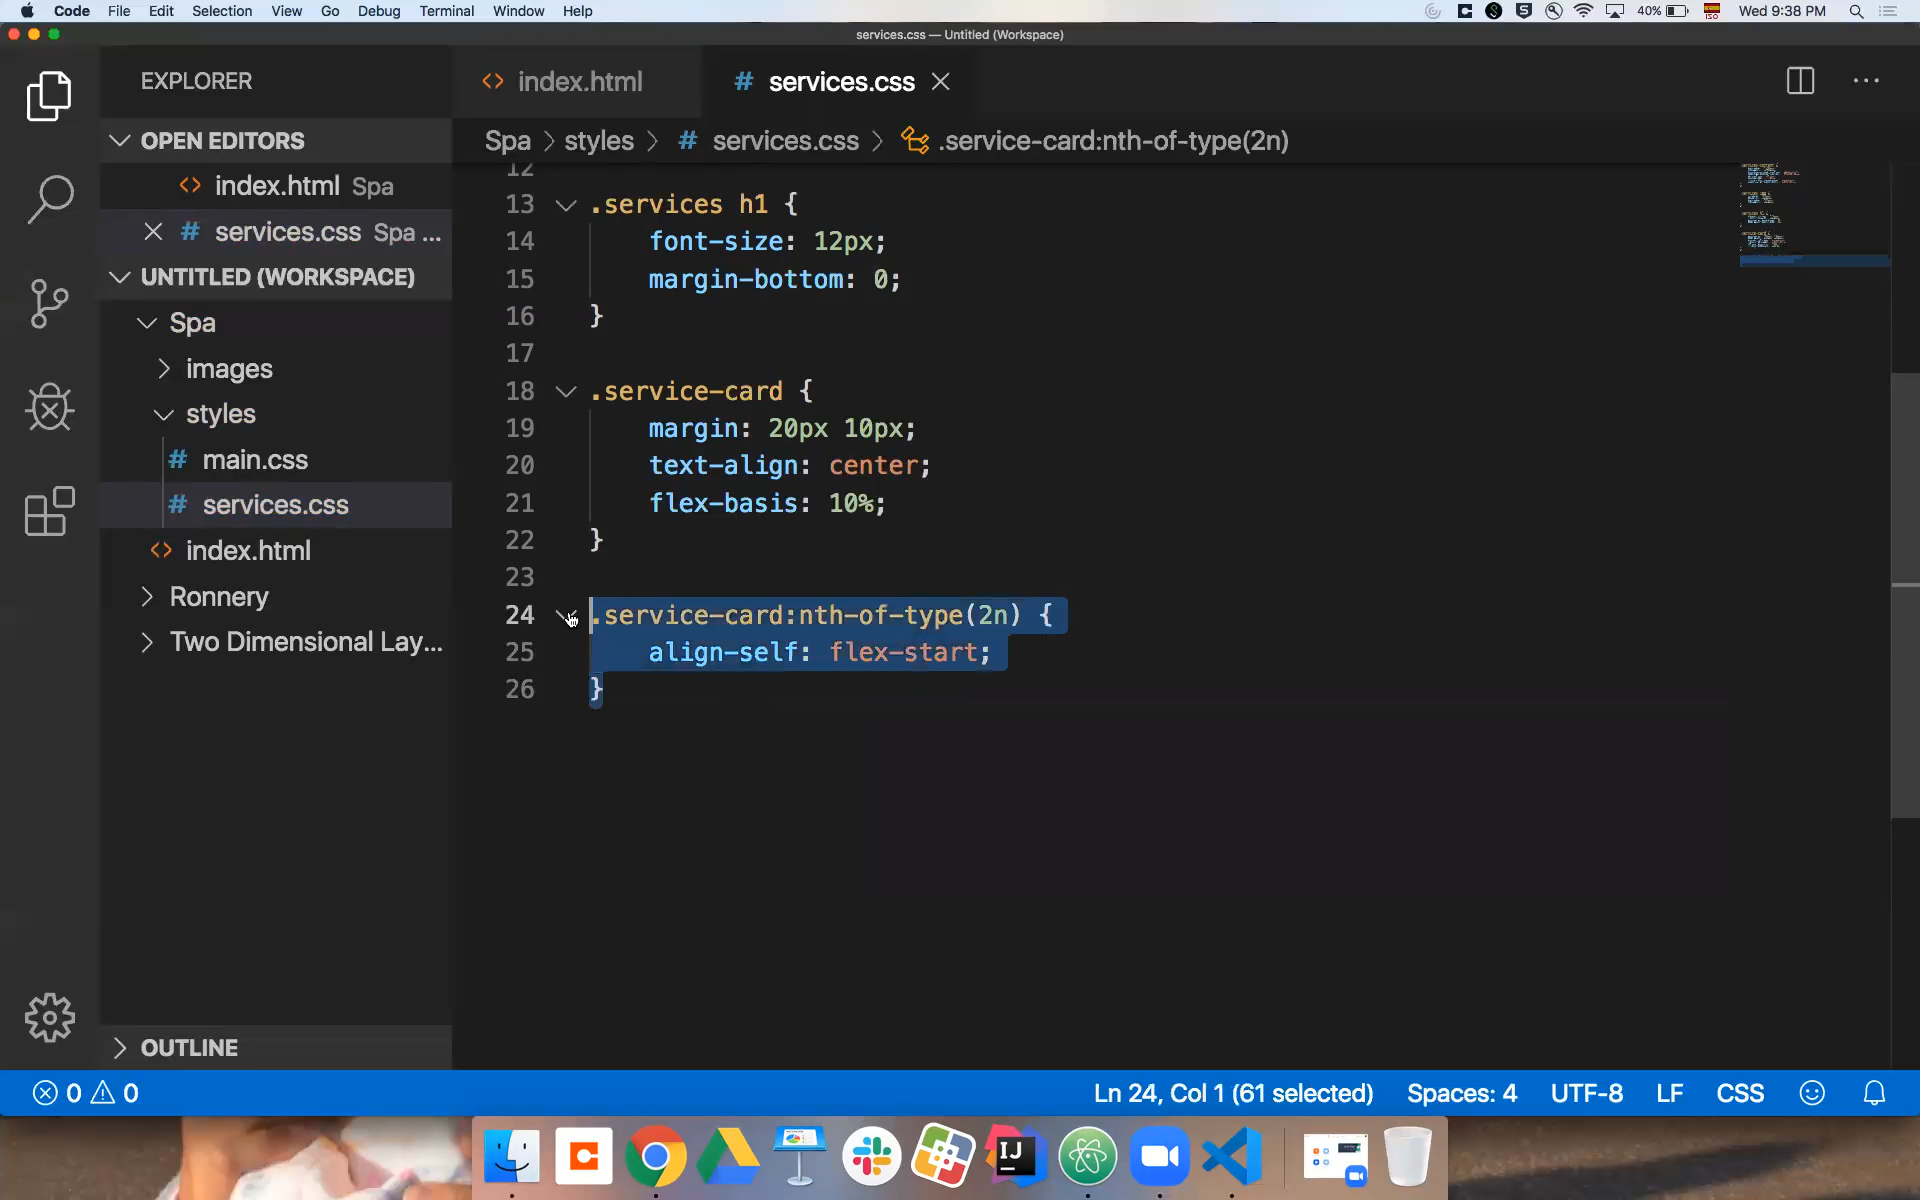 Code File Edit Selection View Go Debug Terminal Window Help 40% ISO Wed 9:38 PM
services.css — Untitled (Workspace)
EXPLORER
index.html
# services.css
OPEN EDITORS
index.html Spa
# services.css Spa ...
UNTITLED (WORKSPACE)
Spa
images
styles
# main.css
# services.css
index.html
Ronnery
Two Dimensional Lay...
OUTLINE
Spa > styles > # services.css > .service-card:nth-of-type(2n)
12
13 .services h1 {
14 font-size: 12px;
15 margin-bottom: 0;
16 }
17
18 .service-card {
19 margin: 20px 10px;
20 text-align: center;
21 flex-basis: 10%;
22 }
23
24 .service-card:nth-of-type(2n) {
25 align-self: flex-start;
26 }
0 0 Ln 24, Col 1 (61 selected) Spaces: 4 UTF-8 LF CSS
IJ